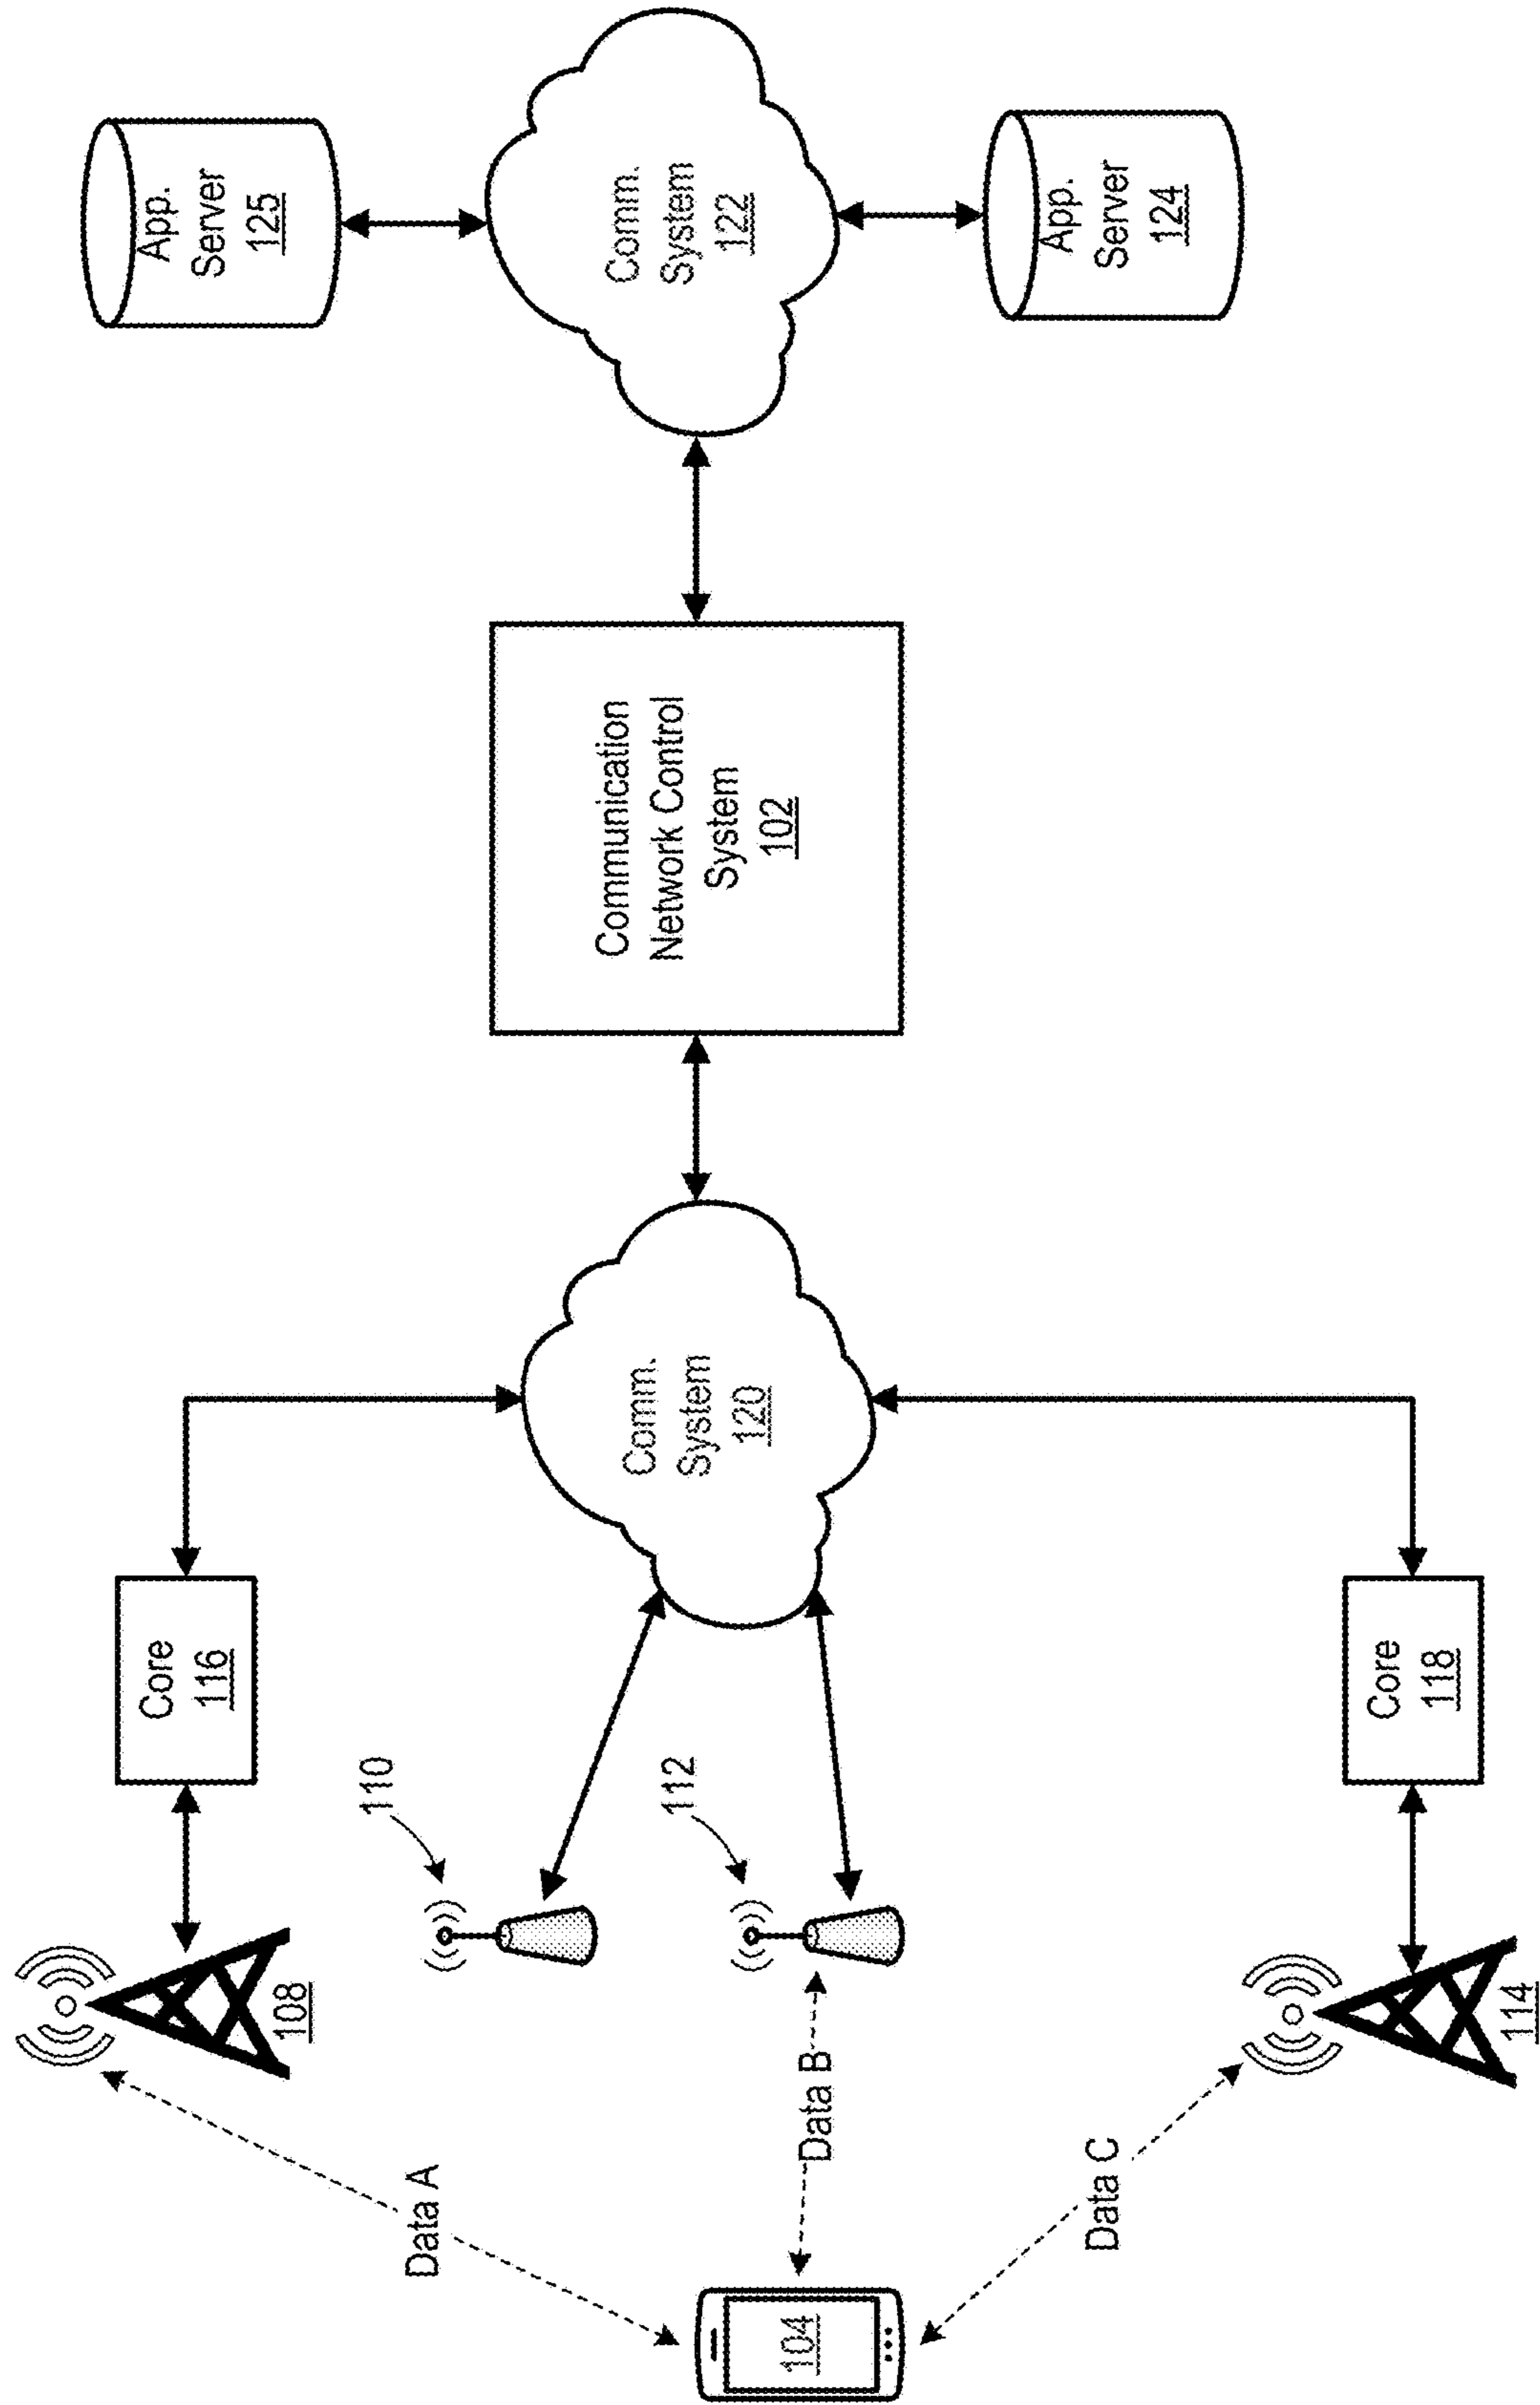 108
Data A
Core
116
App.
Server
125
110
104
Data B
112
Comm.
System
120
Communication
Network Control
System
102
Comm.
System
122
Data C
114
Core
118
App.
Server
124